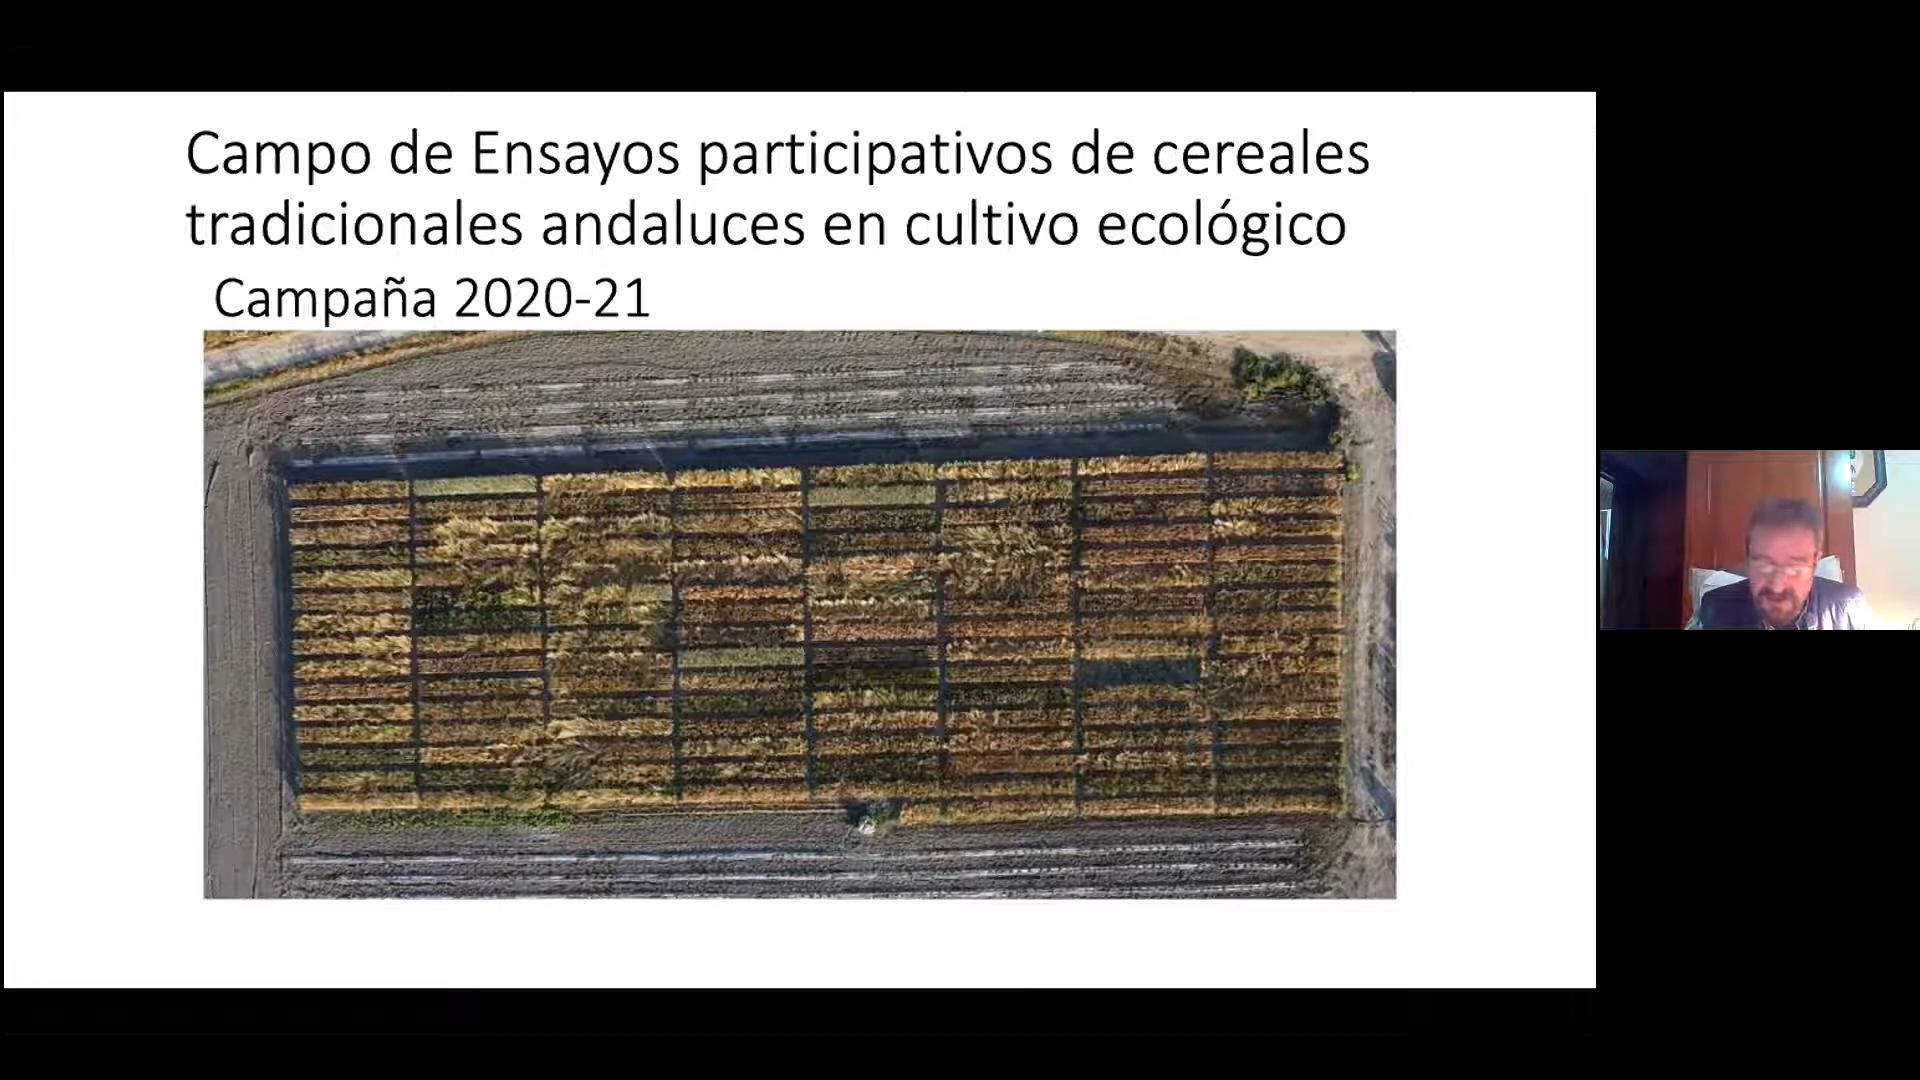 Campo de Ensayos participativos de cereales
tradicionales andaluces en cultivo ecológico
Campaña 2020-21